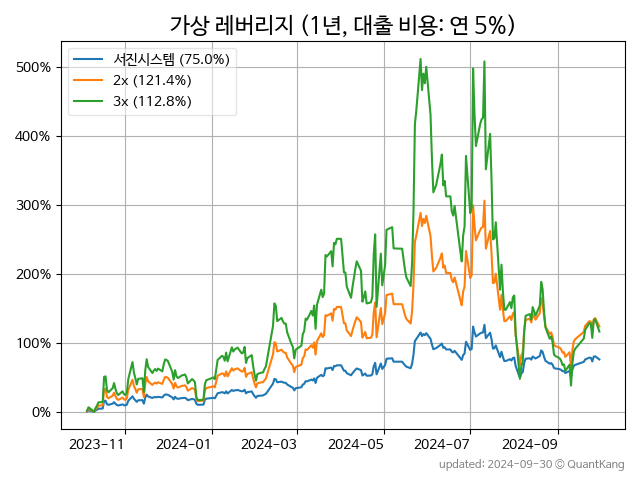 가상 레버리지 (1년, 대출 비용: 연 5%)
서진시스템 (75.0%)
2x (121.4%)
3x (112.8%)
500%
400%
300%
200%
100%
0%
2023-11 2024-01 2024-03 2024-05 2024-07 2024-09
updated: 2024-09-30 © QuantKang